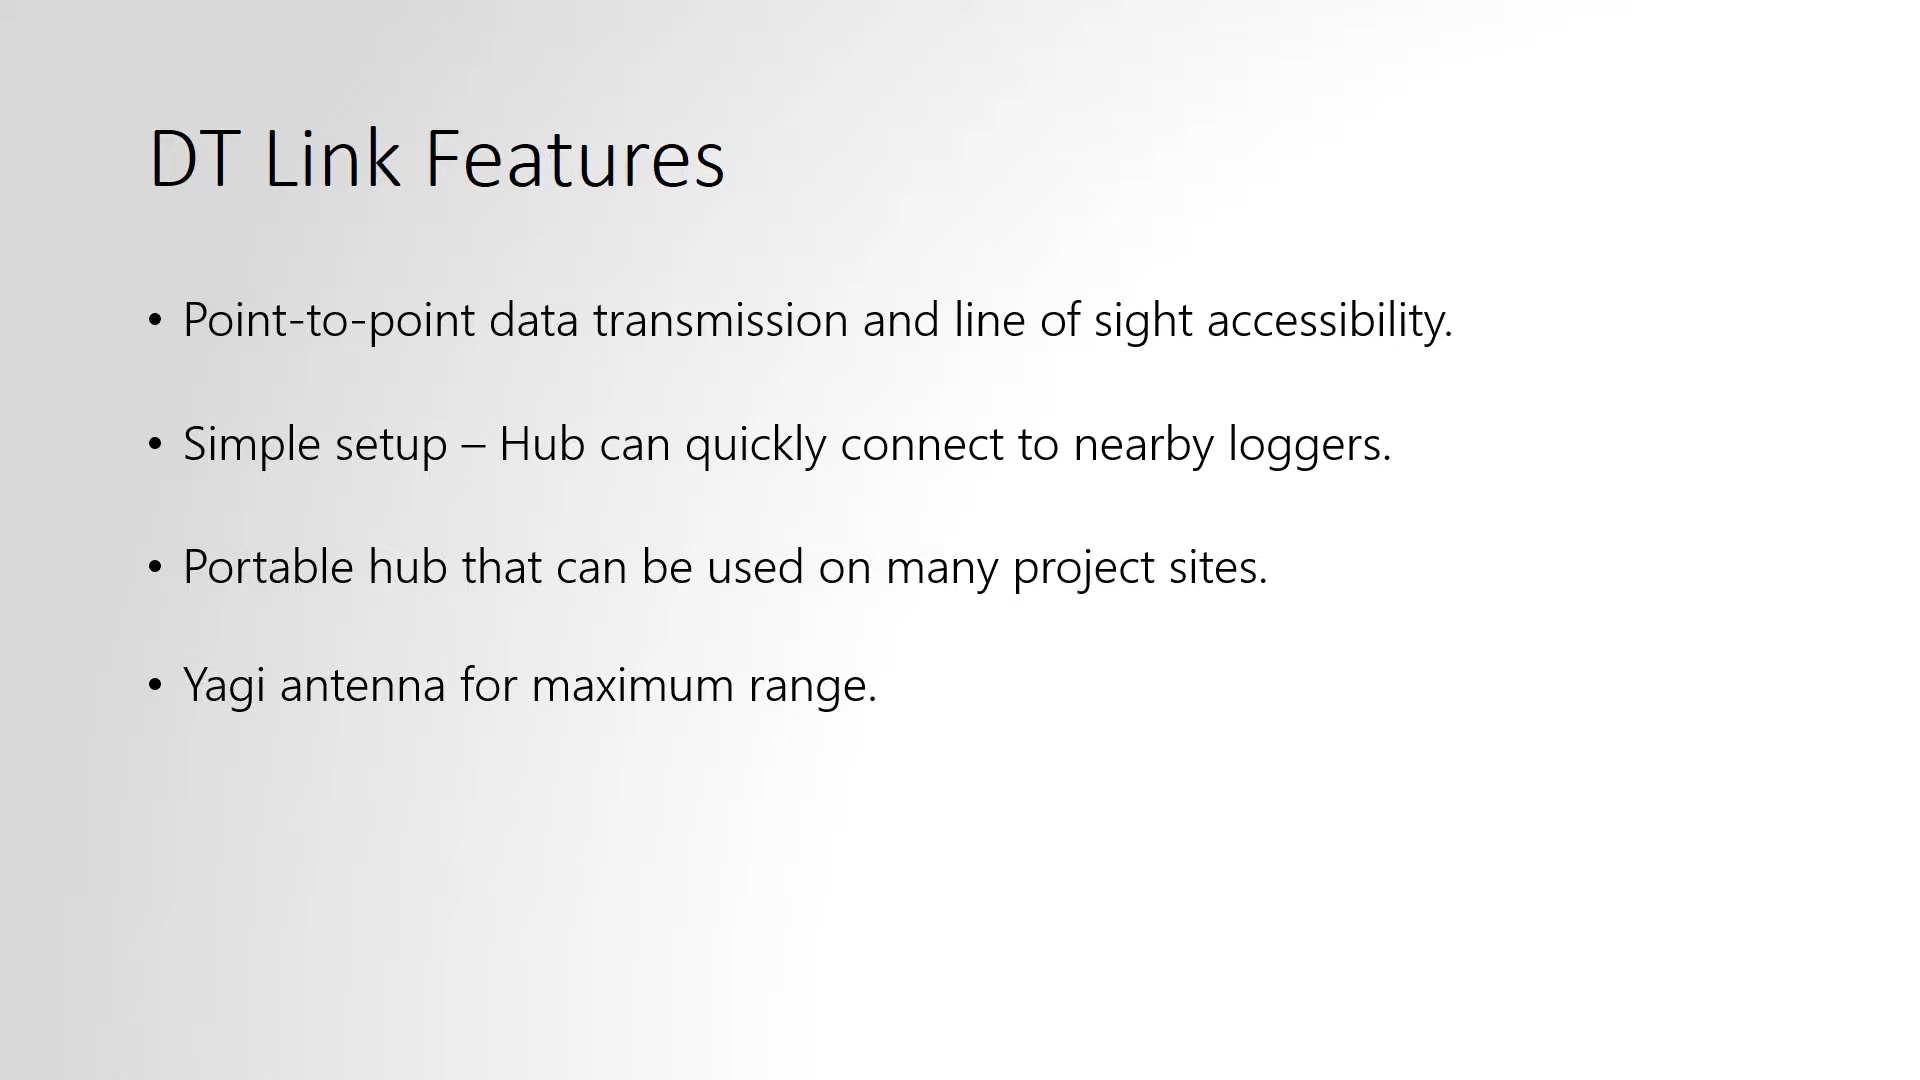 DT Link Features
• Point-to-point data transmission and line of sight accessibility.
• Simple setup – Hub can quickly connect to nearby loggers.
• Portable hub that can be used on many project sites.
• Yagi antenna for maximum range.